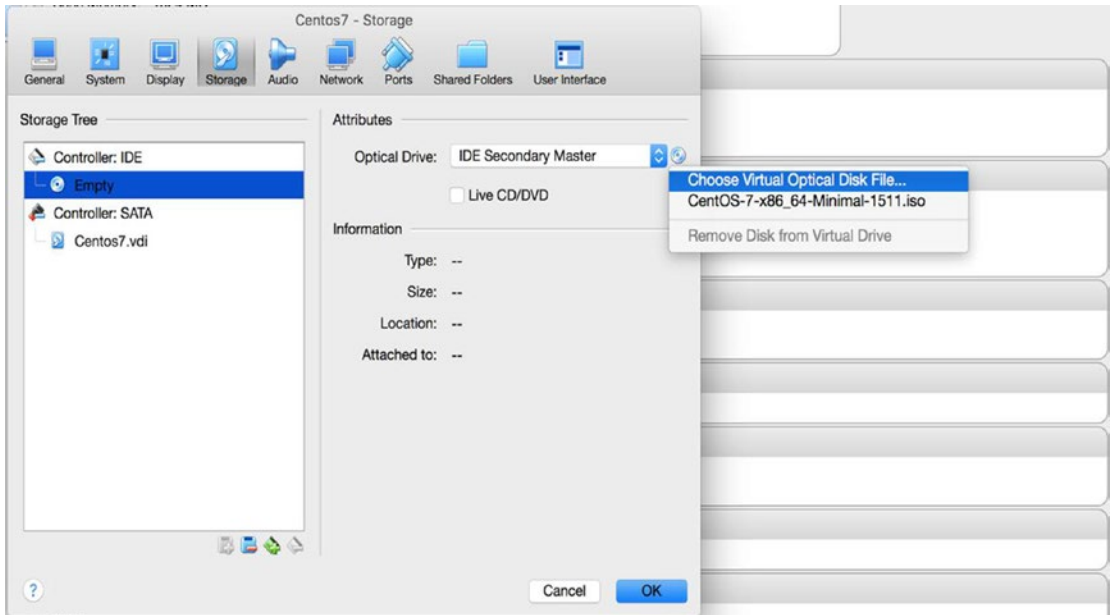 Centos7 - Storage
General System Display Storage Audio Network Ports Shared Folders User Interface
Storage Tree
Controller: IDE
Empty
Controller: SATA
Centos7.vdi
Attributes
Optical Drive: IDE Secondary Master
Live CD/DVD
Information
Type: --
Size: --
Location: --
Attached to: --
Choose Virtual Optical Disk File...
CentOS-7-x86_64-Minimal-1511.iso
Remove Disk from Virtual Drive
?
Cancel OK